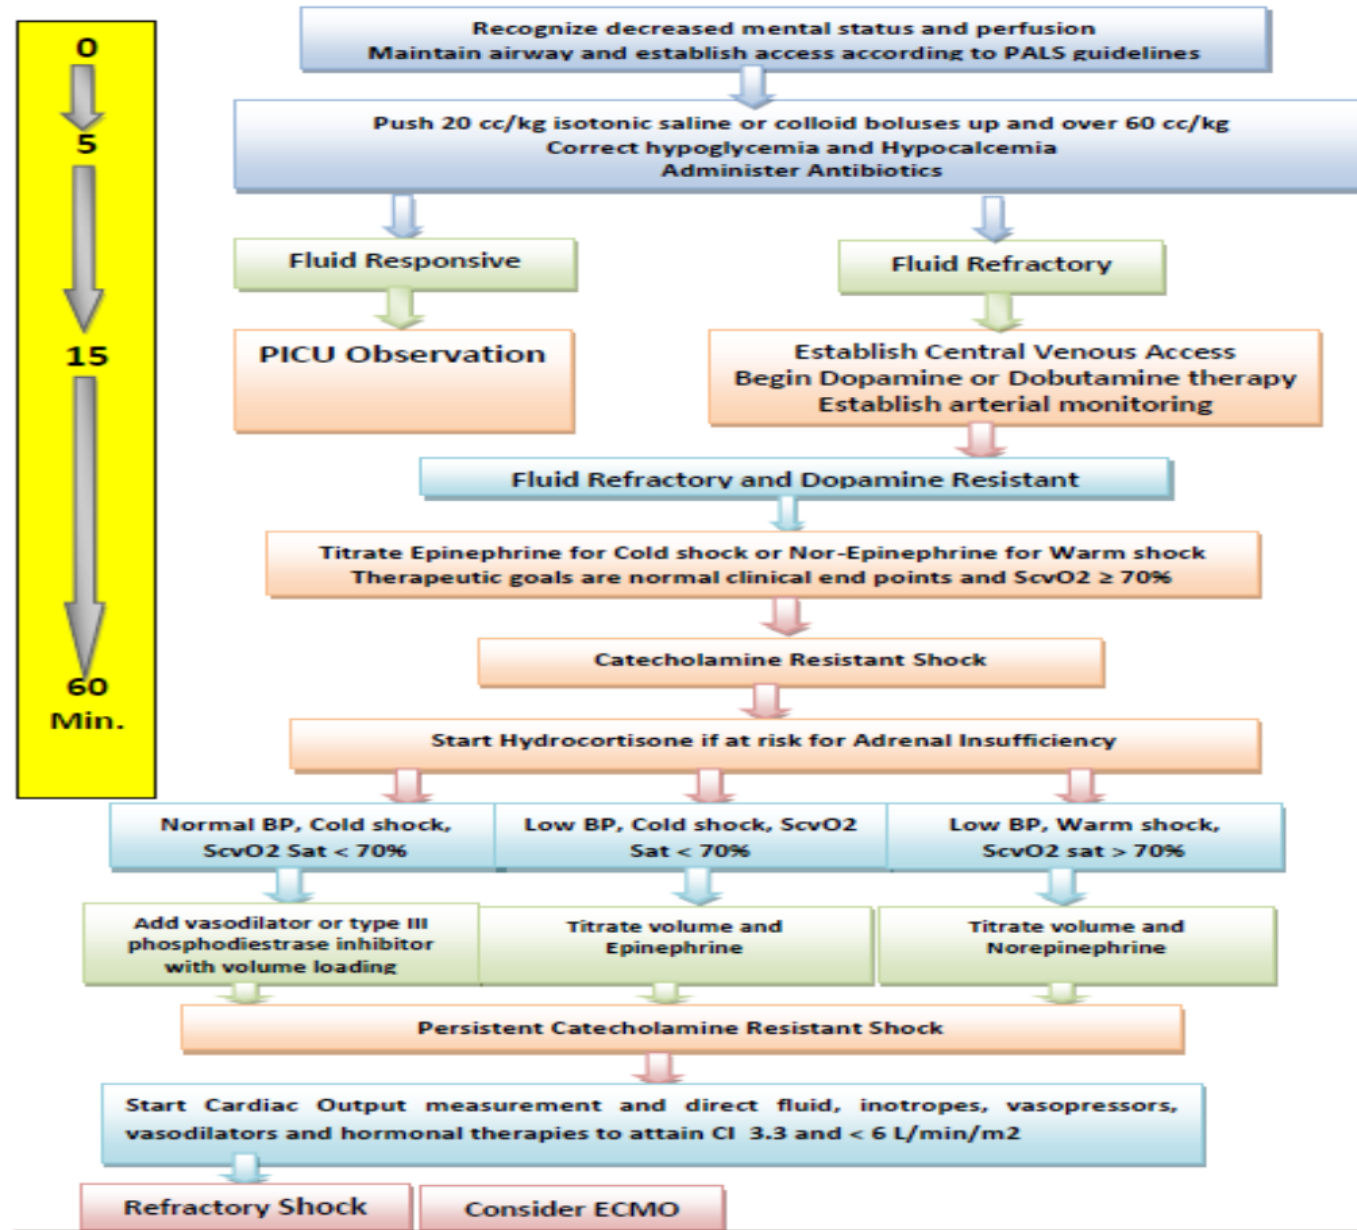 0
5
15
60
Min.
Recognize decreased mental status and perfusion
Maintain airway and establish access according to PALS guidelines
Push 20 cc/kg isotonic saline or colloid boluses up and over 60 cc/kg
Correct hypoglycemia and Hypocalcemia
Administer Antibiotics
Fluid Responsive
Fluid Refractory
PICU Observation
Establish Central Venous Access
Begin Dopamine or Dobutamine therapy
Establish arterial monitoring
Fluid Refractory and Dopamine Resistant
Titrate Epinephrine for Cold shock or Nor-Epinephrine for Warm shock
Therapeutic goals are normal clinical end points and ScvO2 ≥ 70%
Catecholamine Resistant Shock
Start Hydrocortisone if at risk for Adrenal Insufficiency
Normal BP, Cold shock,
ScvO2 Sat < 70%
Low BP, Cold shock, ScvO2
Sat < 70%
Low BP, Warm shock,
ScvO2 sat > 70%
Add vasodilator or type III
phosphodiestrase inhibitor
with volume loading
Titrate volume and
Epinephrine
Titrate volume and
Norepinephrine
Persistent Catecholamine Resistant Shock
Start Cardiac Output measurement and direct fluid, inotropes, vasopressors,
vasodilators and hormonal therapies to attain CI 3.3 and < 6 L/min/m2
Refractory Shock
Consider ECMO